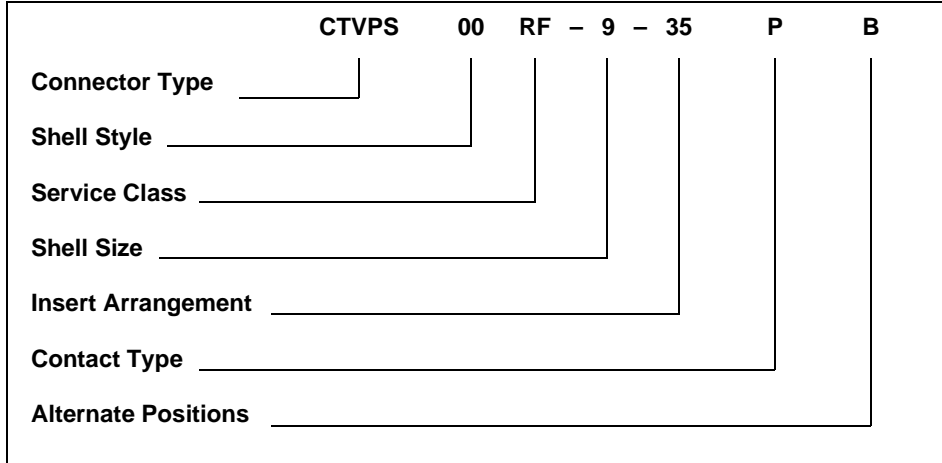 CTVPS 00 RF – 9 – 35 P B
Connector Type
Shell Style
Service Class
Shell Size
Insert Arrangement
Contact Type
Alternate Positions